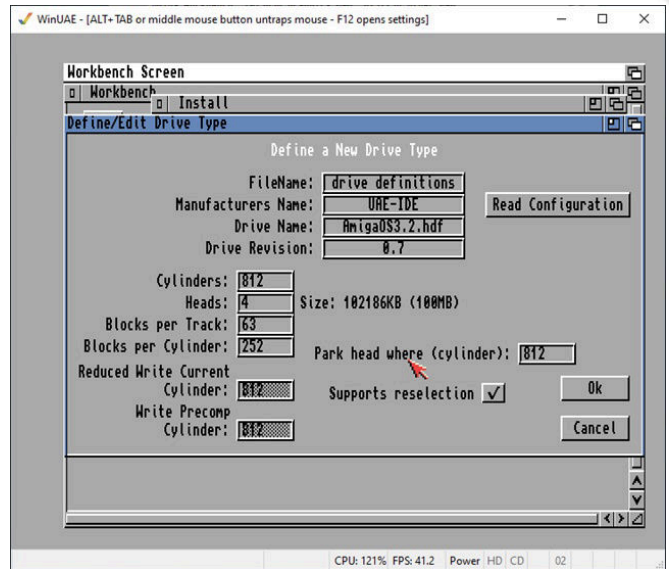 WinUAE - [ALT+TAB or middle mouse button untraps mouse - F12 opens settings]
Workbench Screen
Workbench
Install
Define/Edit Drive Type
Define a New Drive Type
FileName: drive definitions
Manufacturers Name: UAE-IDE
Read Configuration
Drive Name: AmigaOS3.2.hdf
Drive Revision: 0.7
Cylinders: 812
Heads: 4 Size: 102186KB (100MB)
Blocks per Track: 63
Blocks per Cylinder: 252
Park head where (cylinder): 812
Reduced Write Current
Cylinder: 812
Supports reselection
Ok
Write Precomp
Cylinder: 812
Cancel
CPU: 121% FPS: 41.2 Power HD CD 02